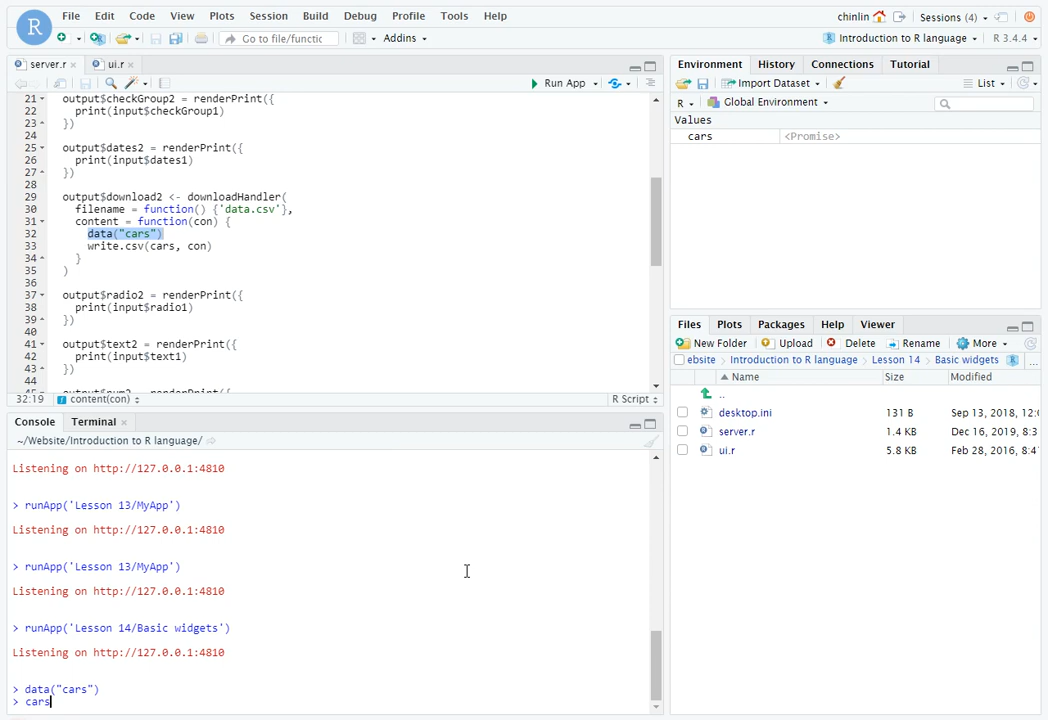 R File Edit Code View Plots Session Build Debug Profile Tools Help chinlin Sessions (4)
Go to file/functic Addins Introduction to R language R 3.4.4
server.r ui.r
Run App
21 output$checkGroup2 = renderPrint({
22 print(input$checkGroup1)
23 })
24
25 output$dates2 = renderPrint({
26 print(input$dates1)
27 })
28
29 output$download2 <- downloadHandler(
30 filename = function() {'data.csv'},
31 content = function(con) {
32 data("cars")
33 write.csv(cars, con)
34 }
35 )
36
37 output$radio2 = renderPrint({
38 print(input$radio1)
39 })
40
41 output$text2 = renderPrint({
42 print(input$text1)
43 })
44
32:19 content(con) R Script
Console Terminal
~/Website/Introduction to R language/
Listening on http://127.0.0.1:4810
> runApp('Lesson 13/MyApp')
Listening on http://127.0.0.1:4810
> runApp('Lesson 13/MyApp')
Listening on http://127.0.0.1:4810
> runApp('Lesson 14/Basic widgets')
Listening on http://127.0.0.1:4810
> data("cars")
> cars
Environment History Connections Tutorial
Import Dataset List
R Global Environment
Values
cars <Promise>
Files Plots Packages Help Viewer
New Folder Upload Delete Rename More
ebsite Introduction to R language Lesson 14 Basic widgets ...
Name Size Modified
..
desktop.ini 131 B Sep 13, 2018, 12:
server.r 1.4 KB Dec 16, 2019, 8:3
ui.r 5.8 KB Feb 28, 2016, 8:4